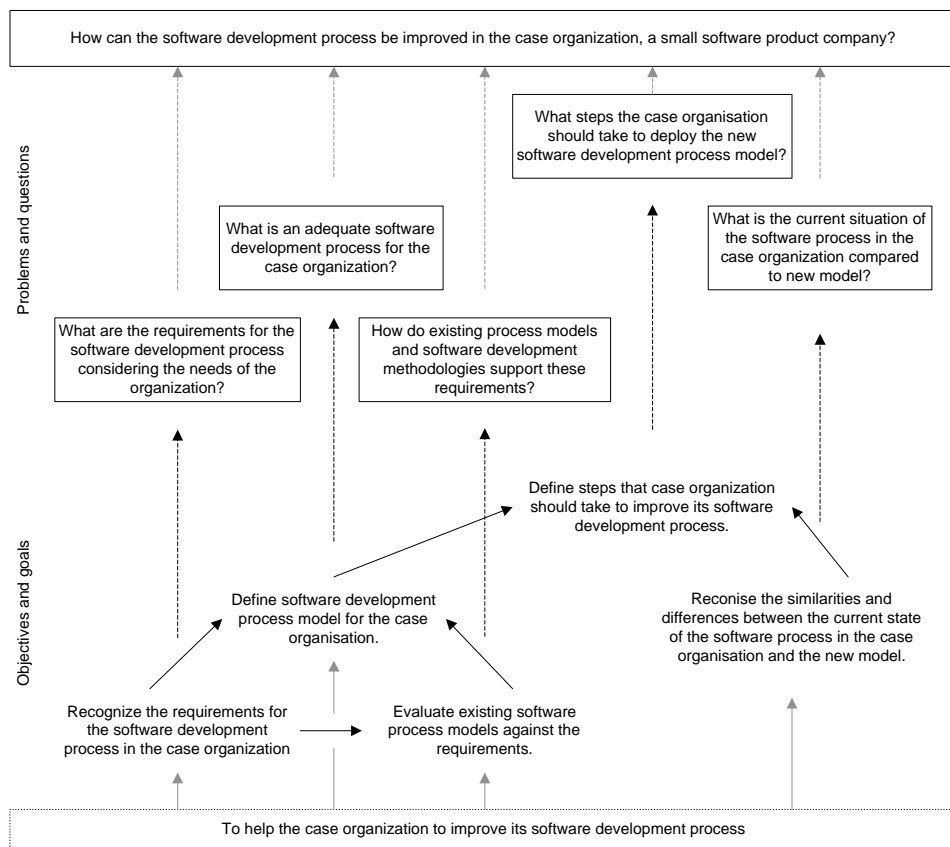 How can the software development process be improved in the case organization, a small software product company?
What steps the case organisation
should take to deploy the new
software development process model?
Problems and questions
What is an adequate software
development process for the
case organization?
What is the current situation of
the software process in the
case organization compared
to new model?
What are the requirements for the
software development process
considering the needs of the
organization?
How do existing process models
and software development
methodologies support these
requirements?
Define steps that case organization
should take to improve its software
development process.
Objectives and goals
Define software development
process model for the case
organisation.
Reconise the similarities and
differences between the current state
of the software process in the case
organisation and the new model.
Recognize the requirements for
the software development
process in the case organization
Evaluate existing software
process models against the
requirements.
To help the case organization to improve its software development process